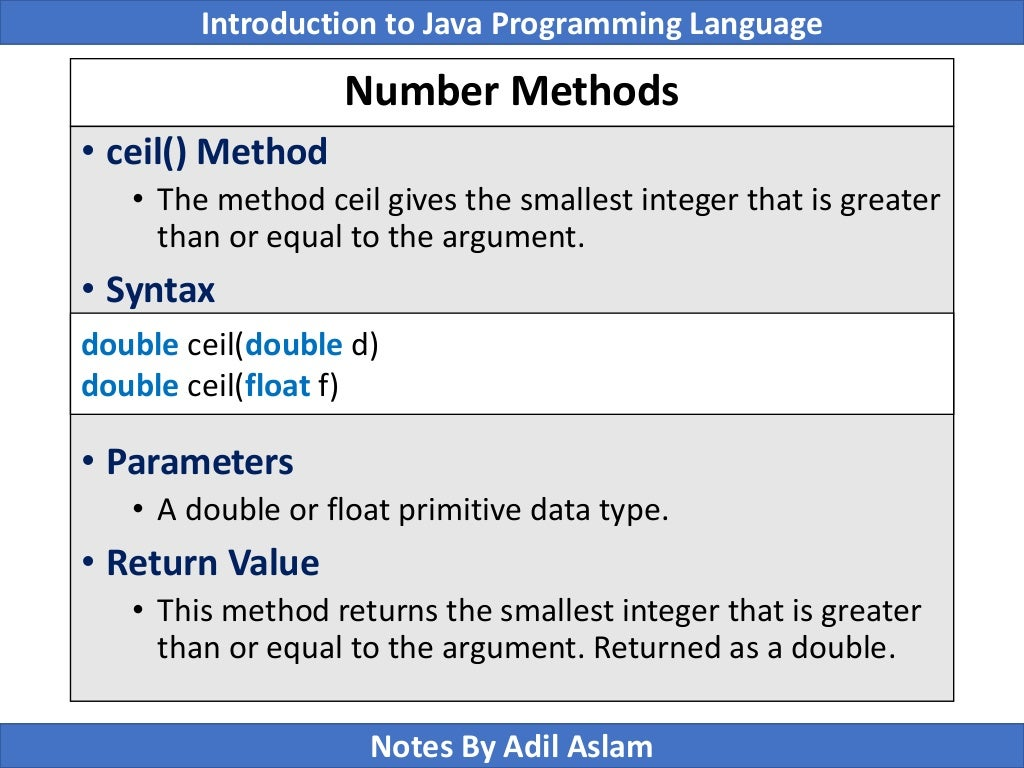 Introduction to Java Programming Language
Number Methods
• ceil() Method
• The method ceil gives the smallest integer that is greater
than or equal to the argument.
• Syntax
double ceil(double d)
double ceil(float f)
• Parameters
• A double or float primitive data type.
• Return Value
• This method returns the smallest integer that is greater
than or equal to the argument. Returned as a double.
Notes By Adil Aslam